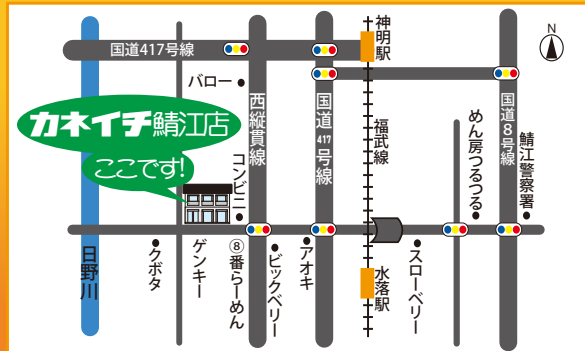 国道417号線
神明駅
N
バロー
西縦貫線
国道417号線
福武線
めん房つるつる
国道8号線
鯖江警察署
カネイチ鯖江店
ここです!
コンビニ
日野川
クボタ
ゲンキー
⑧番らーめん
ビックベリー
アオキ
水落駅
スローベリー